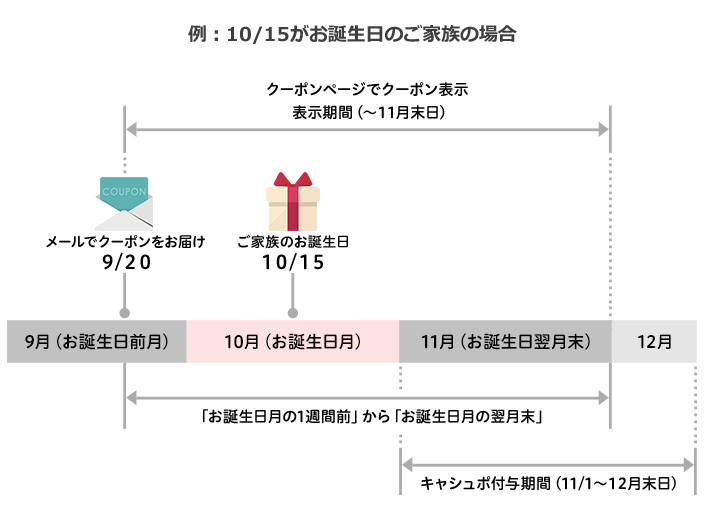 例：10/15がお誕生日のご家族の場合
クーポンページでクーポン表示
表示期間（～11月末日）
COUPON
メールでクーポンをお届け
9/20
ご家族のお誕生日
10/15
9月（お誕生日前月）
10月（お誕生日月）
11月（お誕生日翌月末）
12月
「お誕生日月の1週間前」から「お誕生日月の翌月末」
キャシュポ付与期間（11/1～12月末日）